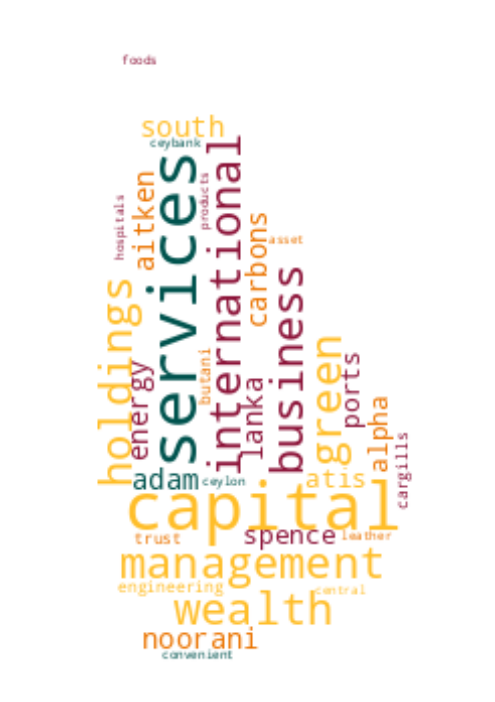 foods
south
ceybank
services
international
aitken
products
hospitals
carbons
asset
holdings
business
energy
butani
lanka
green
ports
alpha
cargills
adam
ceylon
atis
capital
trust
spence
leather
management
engineering
central
wealth
noorani
convenient